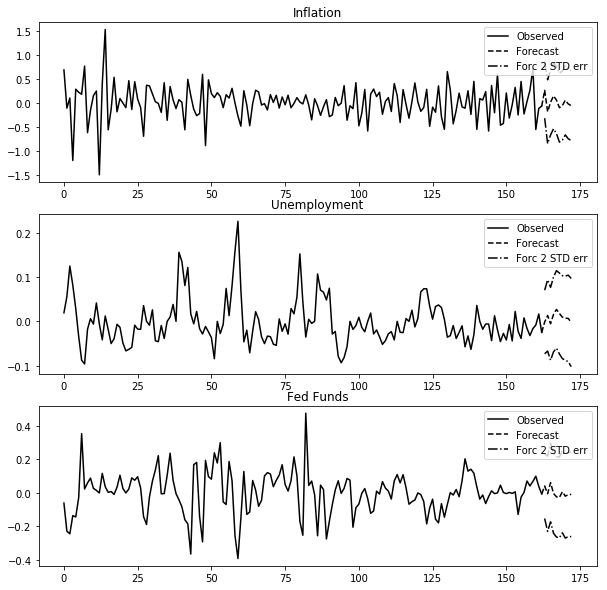 Inflation
Observed
Forecast
Forc 2 STD err
1.5
1.0
0.5
0.0
−0.5
−1.0
−1.5
0 25 50 75 100 125 150 175
Unemployment
Observed
Forecast
Forc 2 STD err
0.2
0.1
0.0
−0.1
0 25 50 75 100 125 150 175
Fed Funds
Observed
Forecast
Forc 2 STD err
0.4
0.2
0.0
−0.2
−0.4
0 25 50 75 100 125 150 175